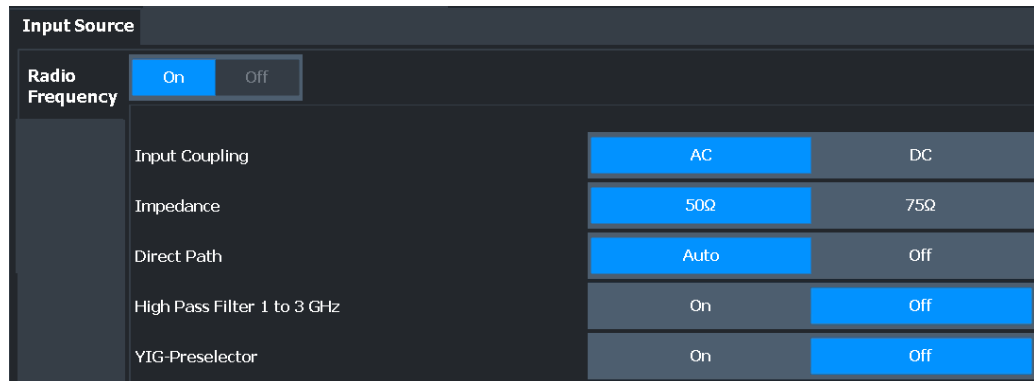 Input Source
Radio
Frequency
On Off
Input Coupling AC DC
Impedance 50Ω 75Ω
Direct Path Auto Off
High Pass Filter 1 to 3 GHz On Off
YIG-Preselector On Off